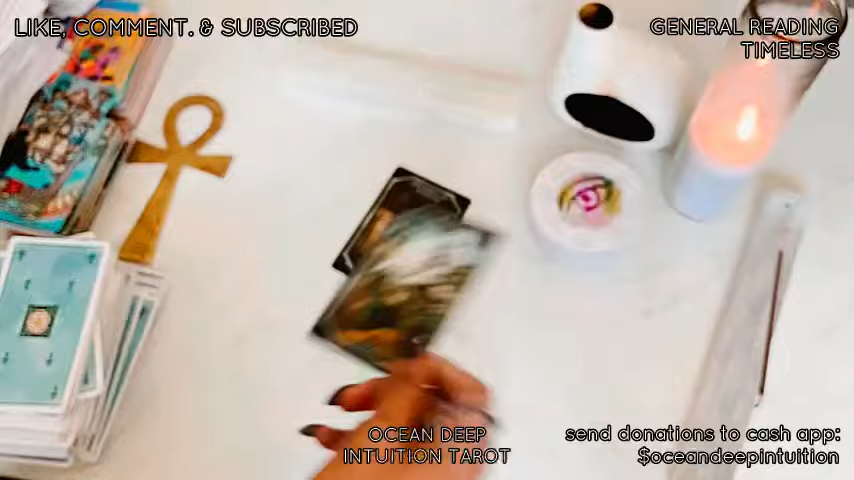 LIKE, COMMENT. & SUBSCRIBED
GENERAL READING
TIMELESS
OCEAN DEEP
INTUITION TAROT
send donations to cash app:
$oceandeepintuition